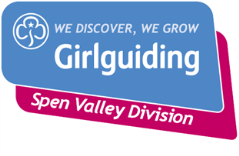 WE DISCOVER, WE GROW
Girlguiding
Spen Valley Division